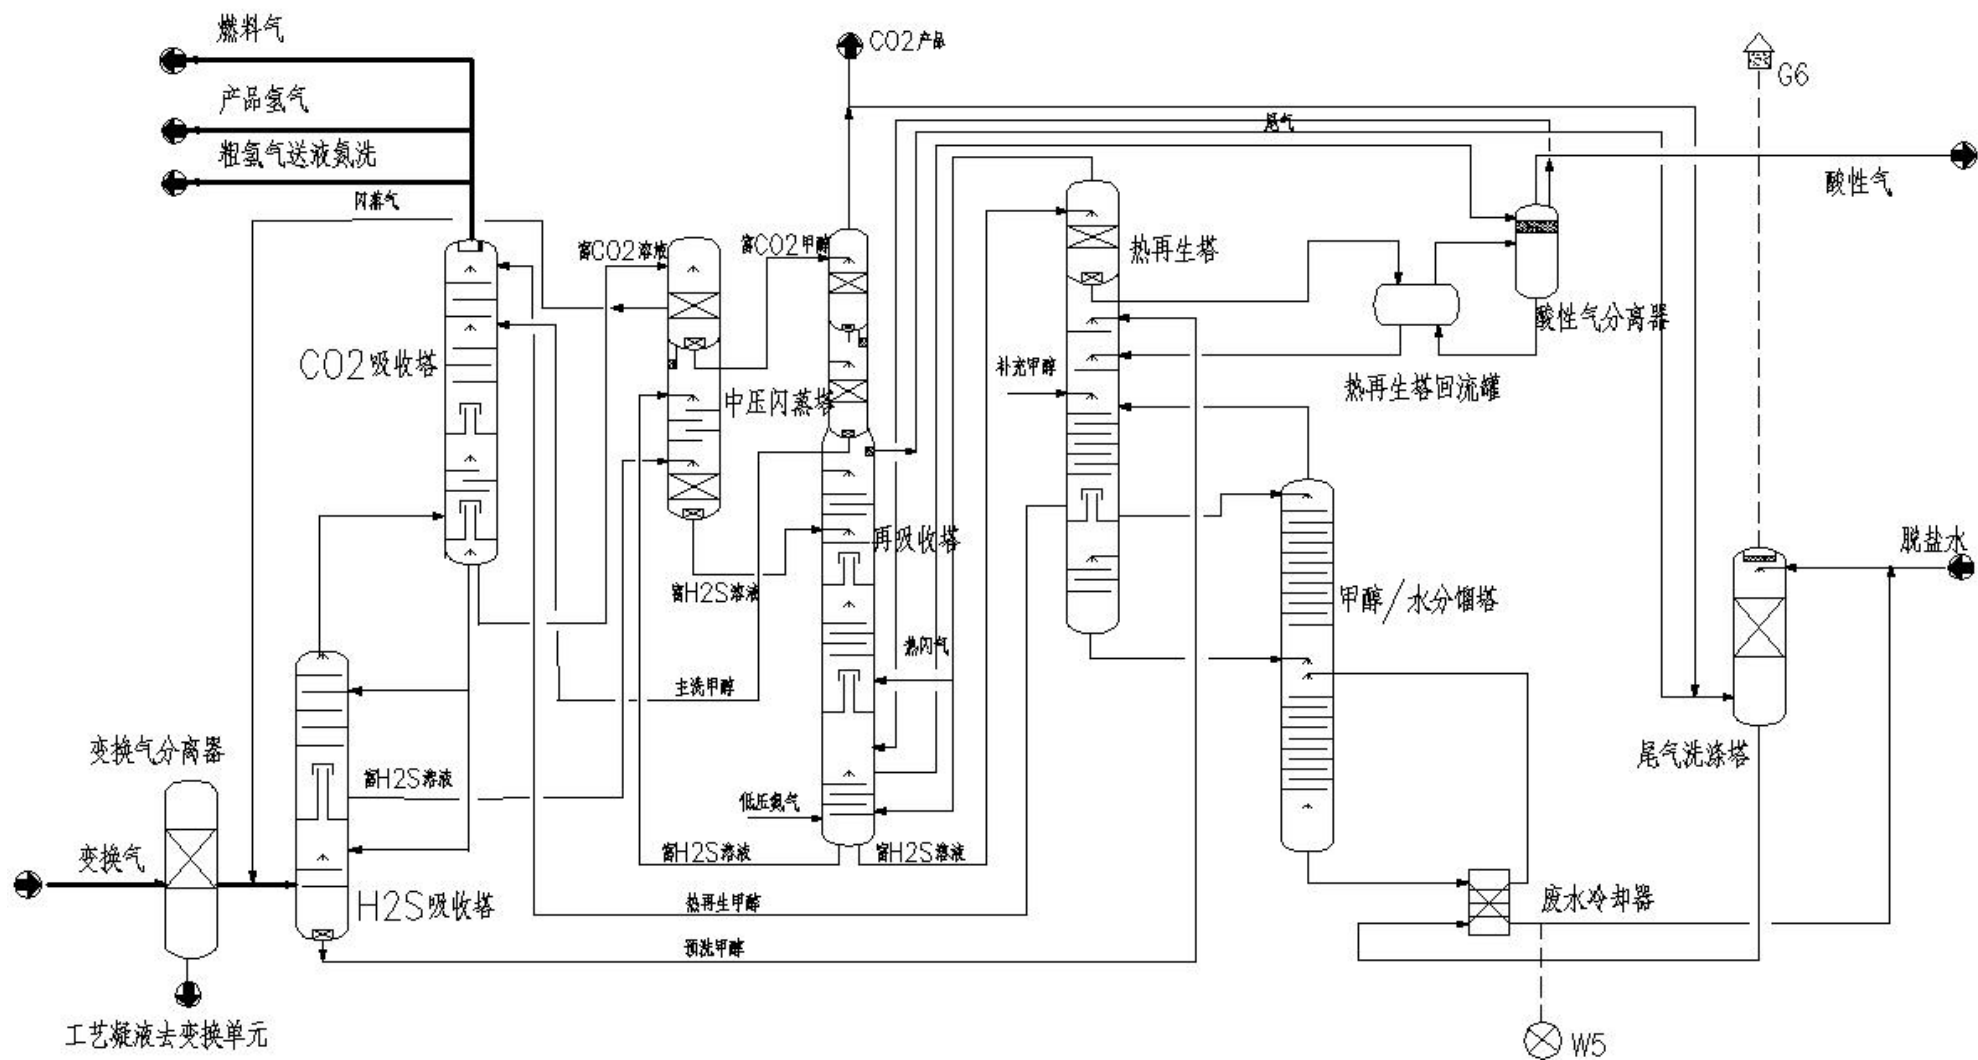 燃料气
CO2产品
G6
产品氢气
尾气
粗氢气送液氮洗
酸性气
闪蒸气
富CO2溶液
富CO2甲醇
热再生塔
酸性气分离器
CO2吸收塔
补充甲醇
热再生塔回流罐
中压闪蒸塔
再吸收塔
脱盐水
富H2S溶液
甲醇/水分馏塔
热闪气
主洗甲醇
变换气分离器
尾气洗涤塔
富H2S溶液
低压氮气
变换气
富H2S溶液
富H2S溶液
H2S吸收塔
热再生甲醇
废水冷却器
预洗甲醇
工艺凝液去变换单元
W5